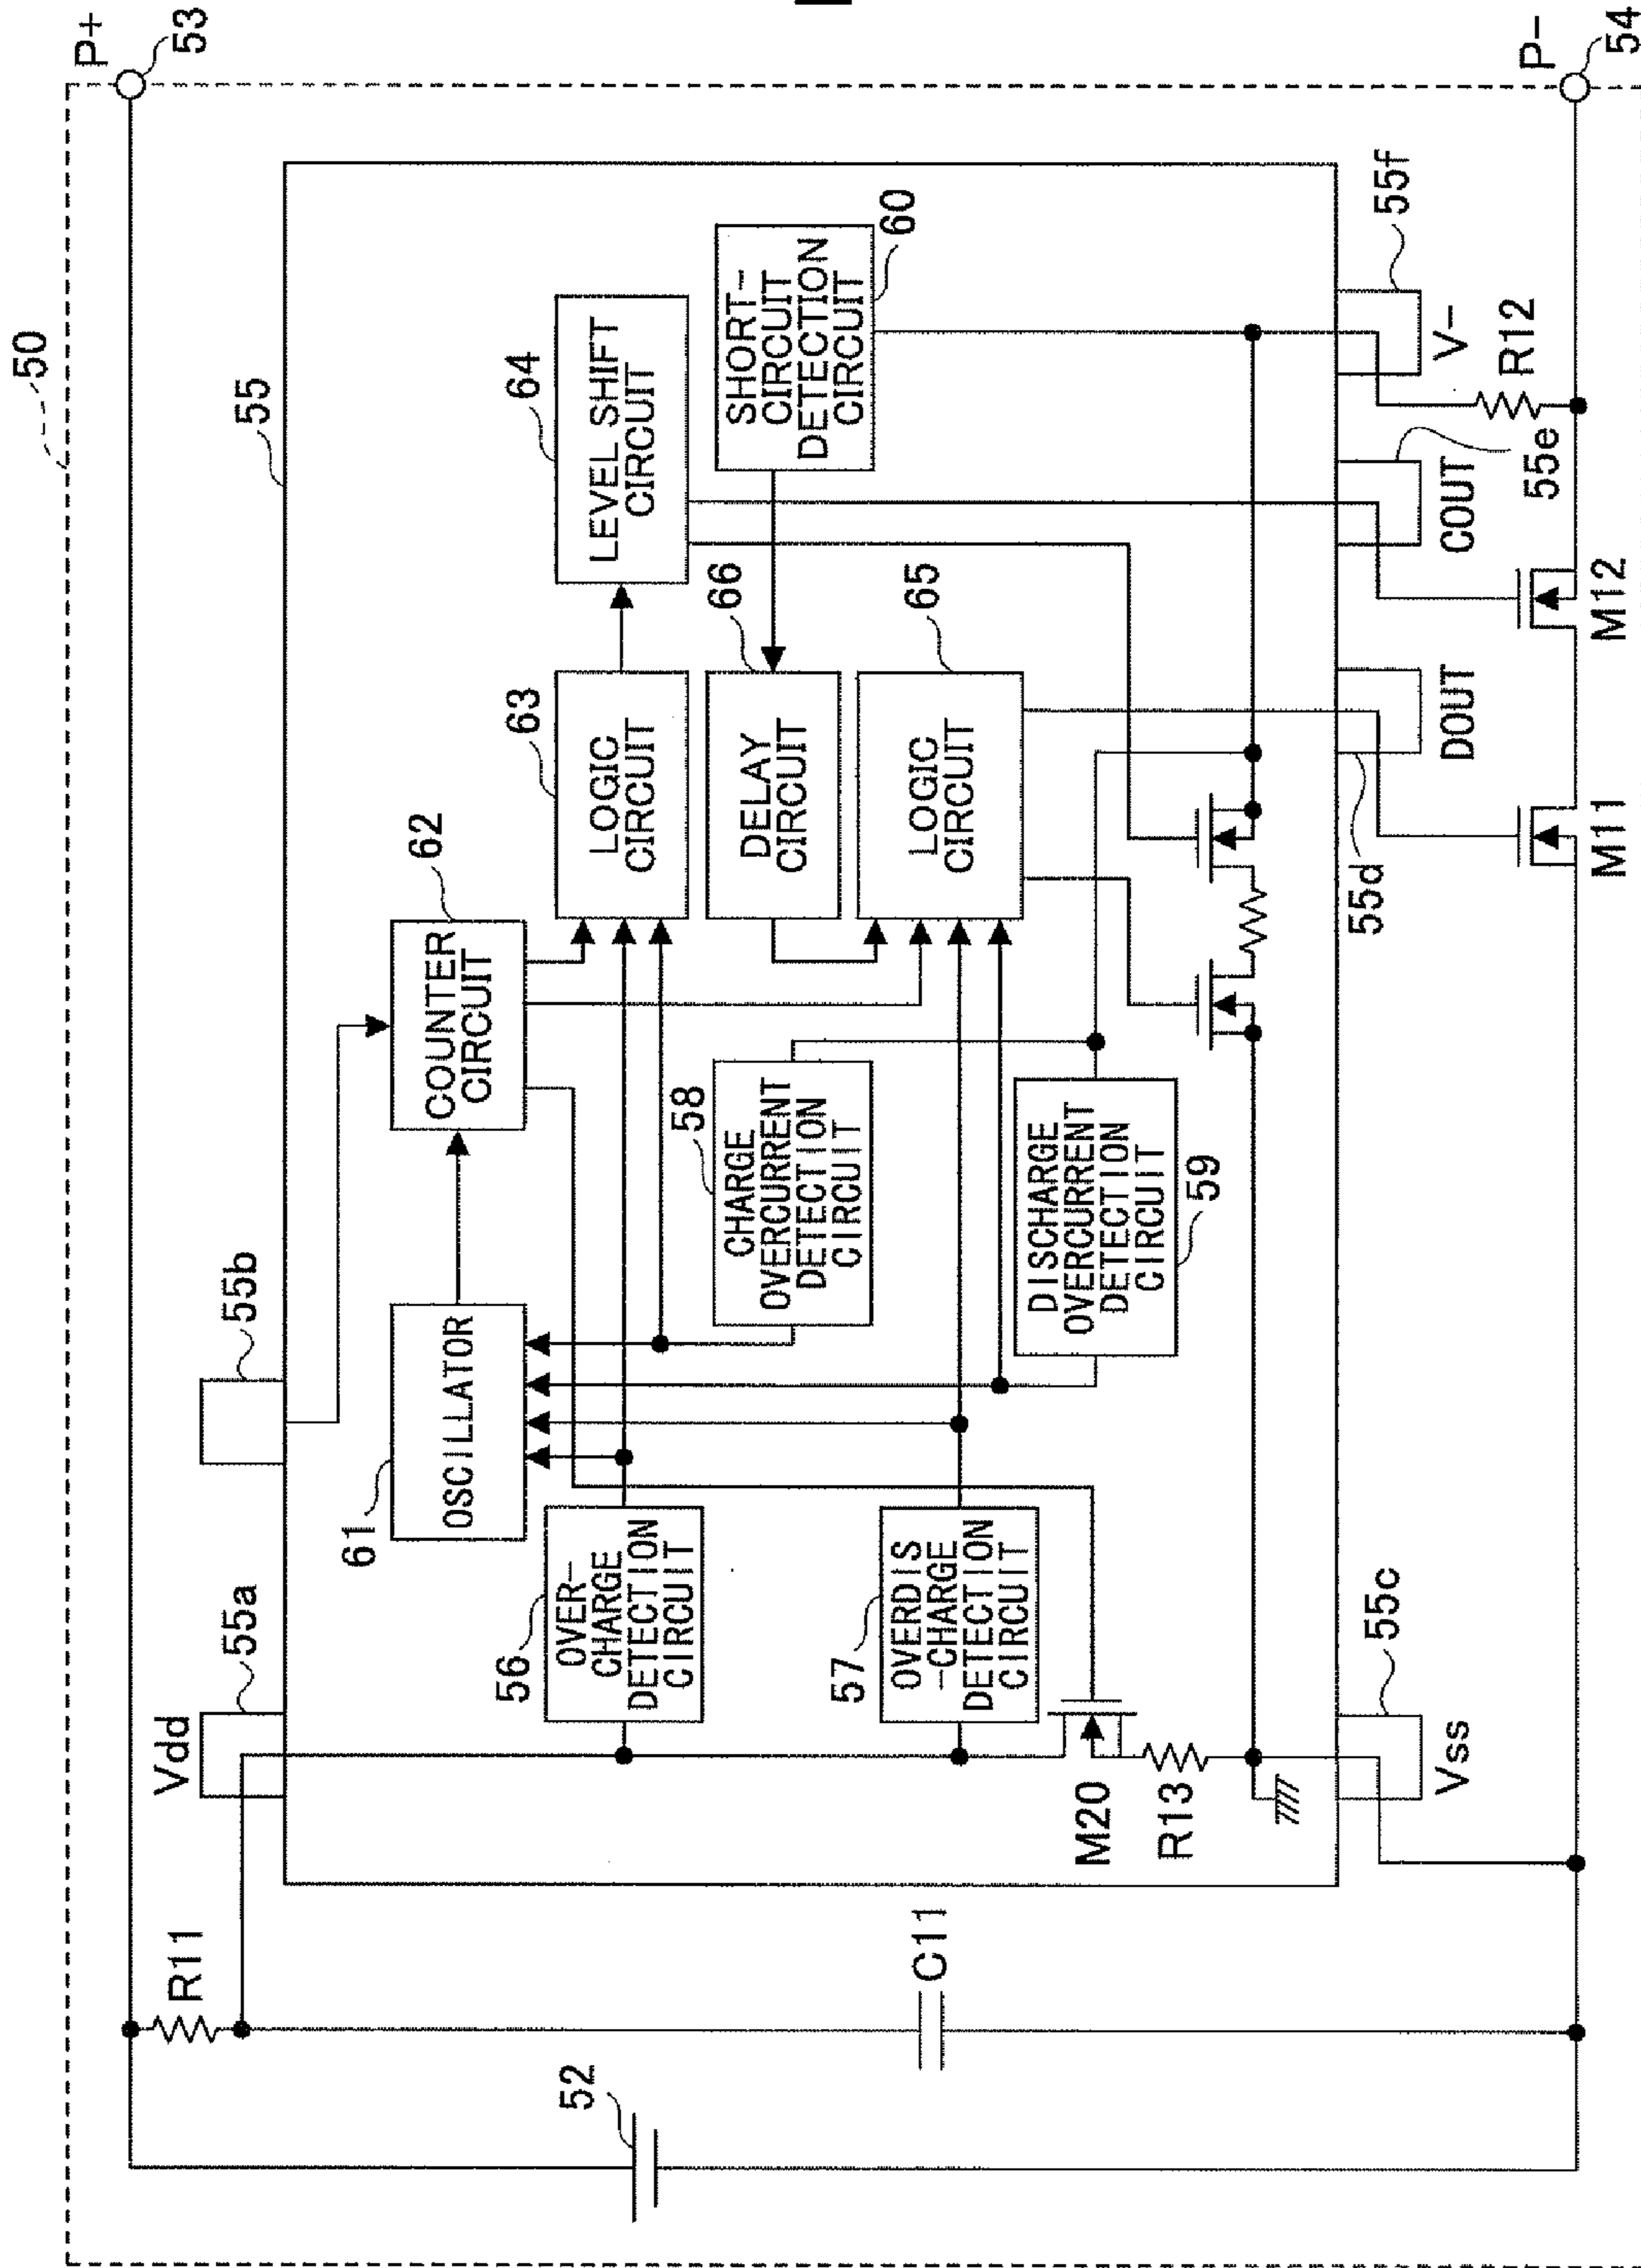 50
P+
53
R11
Vdd
55a
55b
55
52
61
OSCILLATOR
62
COUNTER
CIRCUIT
56
OVER-
CHARGE
DETECTION
CIRCUIT
63
LOGIC
CIRCUIT
64
LEVEL SHIFT
CIRCUIT
58
CHARGE
OVERCURRENT
DETECTION
CIRCUIT
66
DELAY
CIRCUIT
SHORT-
CIRCUIT
DETECTION
CIRCUIT
60
57
OVERDIS
-CHARGE
DETECTION
CIRCUIT
65
LOGIC
CIRCUIT
C11
DISCHARGE
OVERCURRENT
DETECTION
CIRCUIT
59
M20
R13
55c
Vss
55d
DOUT
COUT
55e
55f
V-
R12
M11
M12
P-
54